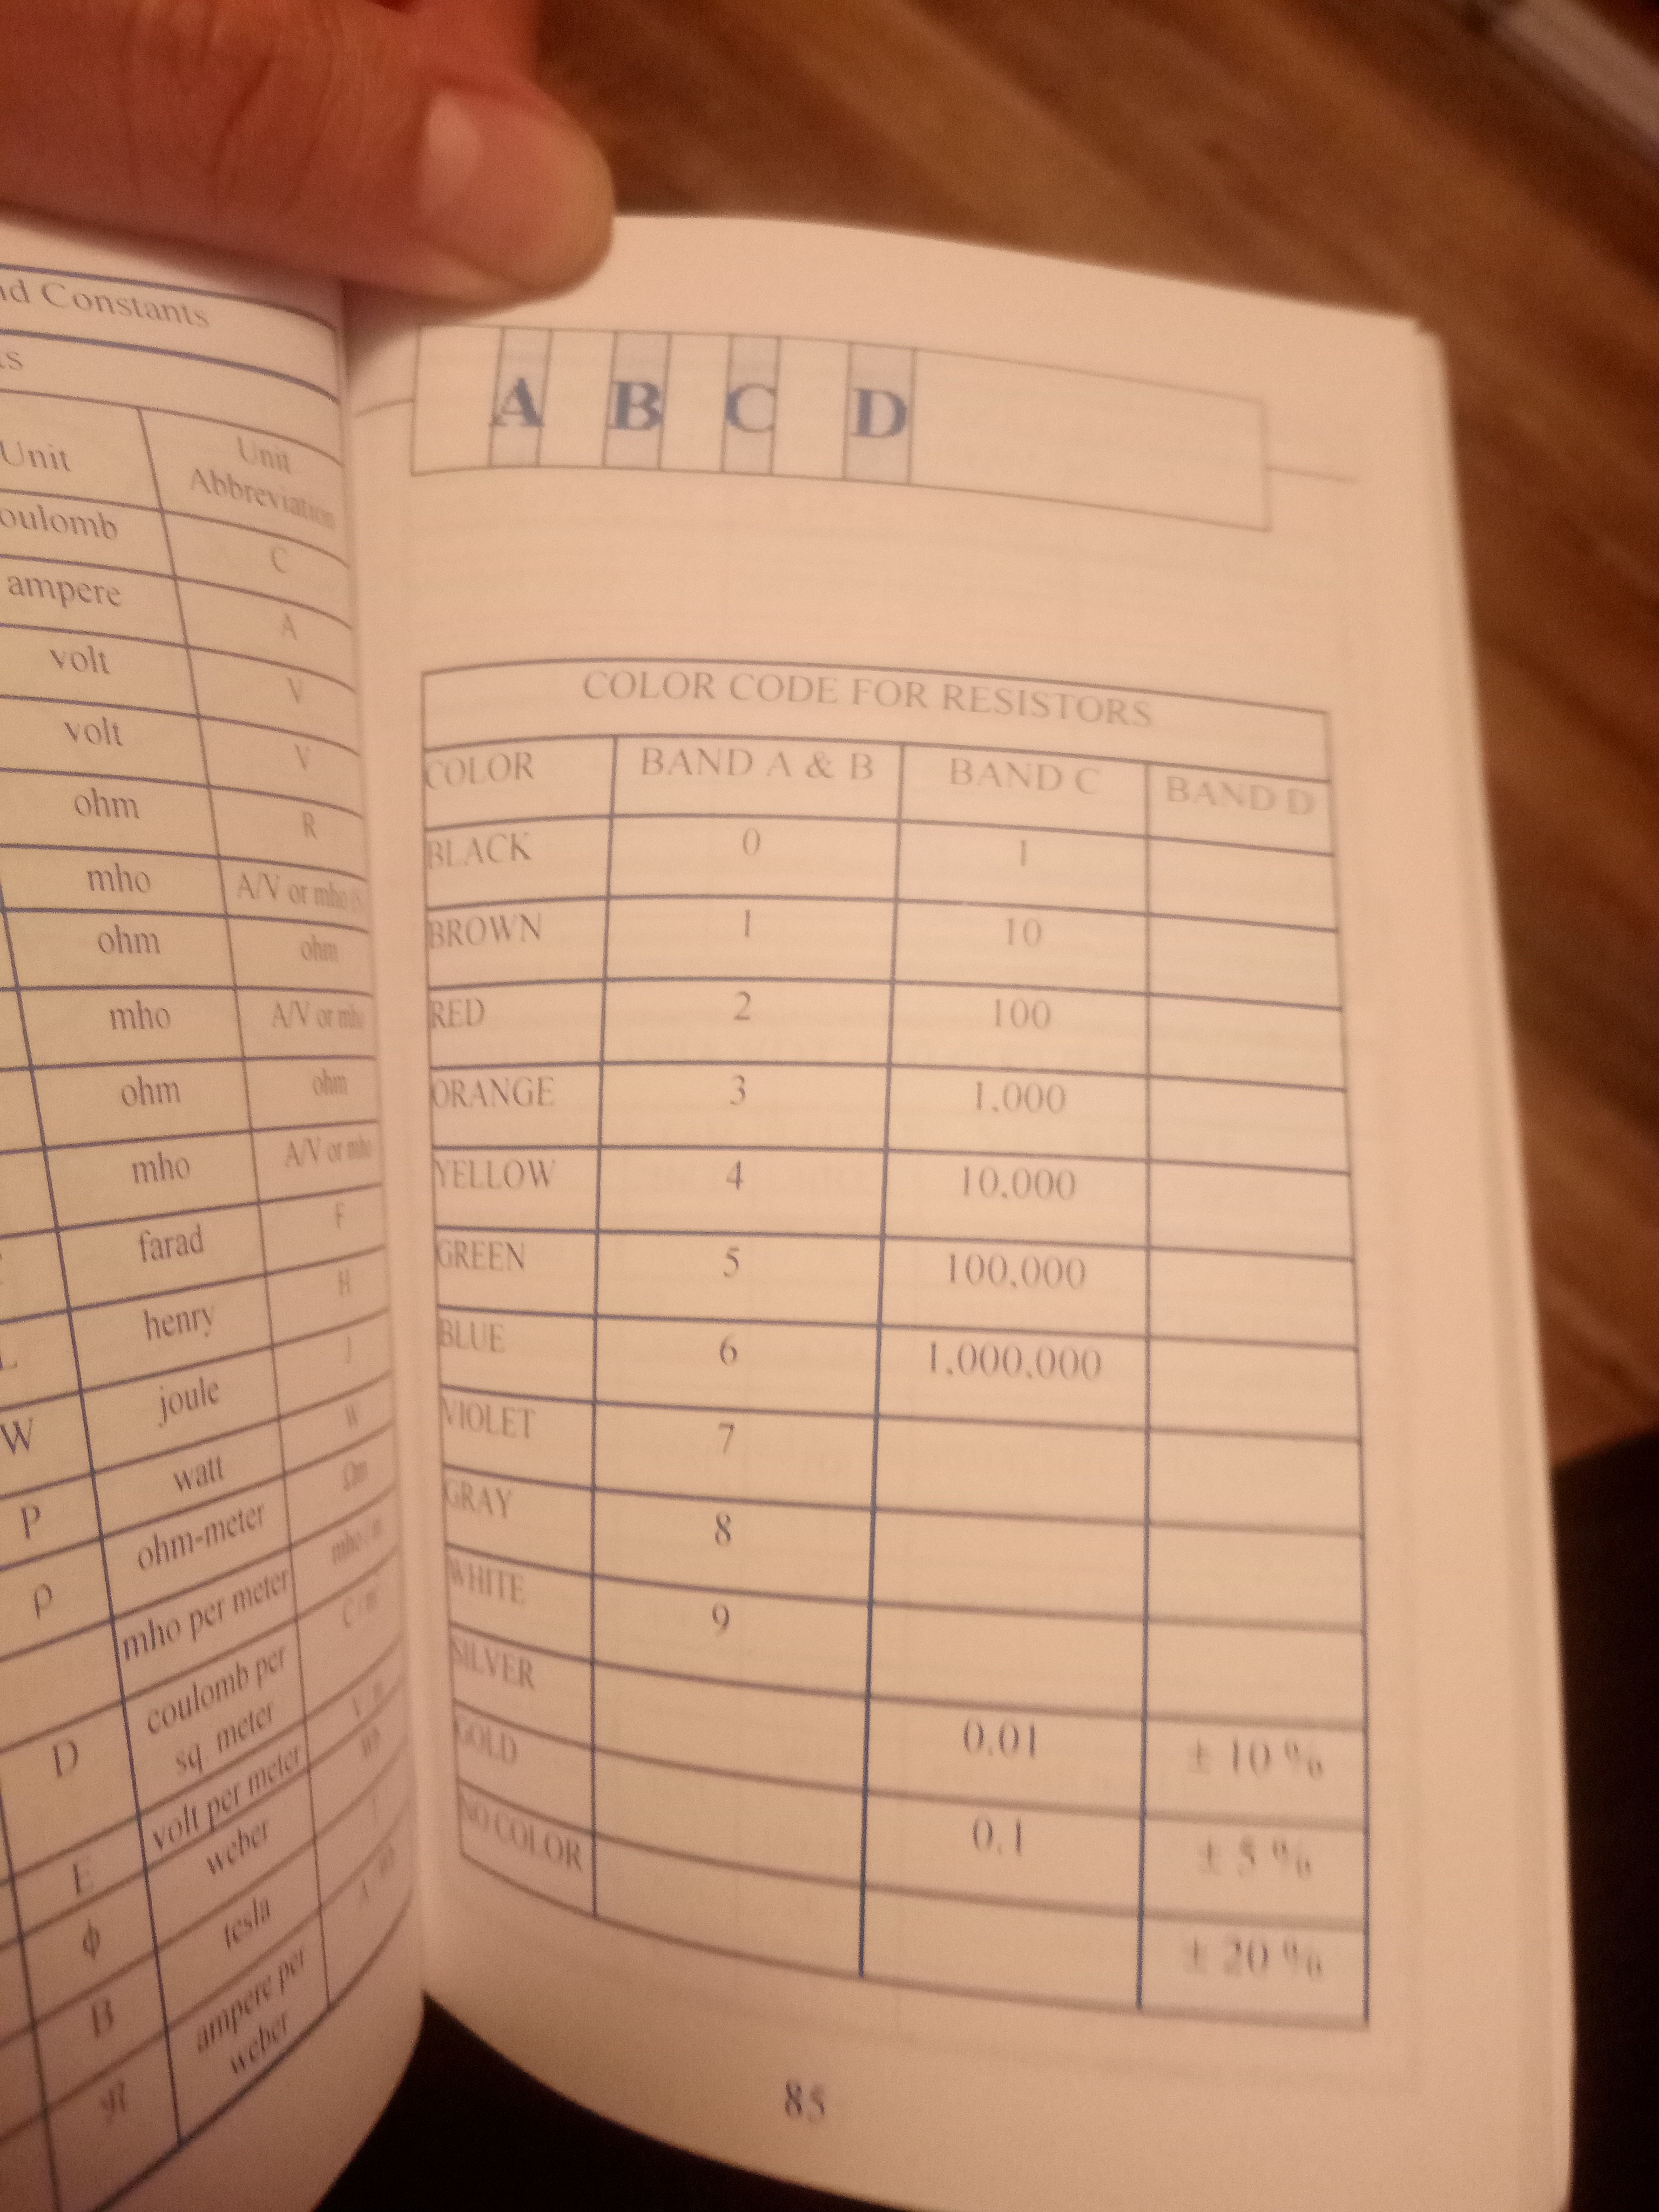 nd Constants
Unit Unit Abbreviation
oulomb C
ampere A
volt V
volt V
ohm R
mho A/V or mho
ohm ohm
mho A/V or mho
ohm ohm
mho A/V or mho
farad F
henry H
joule J
W watt W
P ohm-meter Ωm
ρ mho per meter mho / m
D coulomb per sq. meter
E volt per meter
ϕ weber
B tesla
ℜ ampere per weber
A B C D
COLOR CODE FOR RESISTORS
COLOR BAND A & B BAND C BAND D
BLACK 0 1
BROWN 1 10
RED 2 100
ORANGE 3 1,000
YELLOW 4 10,000
GREEN 5 100,000
BLUE 6 1,000,000
VIOLET 7
GRAY 8
WHITE 9
SILVER 0.01 ± 10 %
GOLD 0.1 ± 5 %
NO COLOR ± 20 %
85